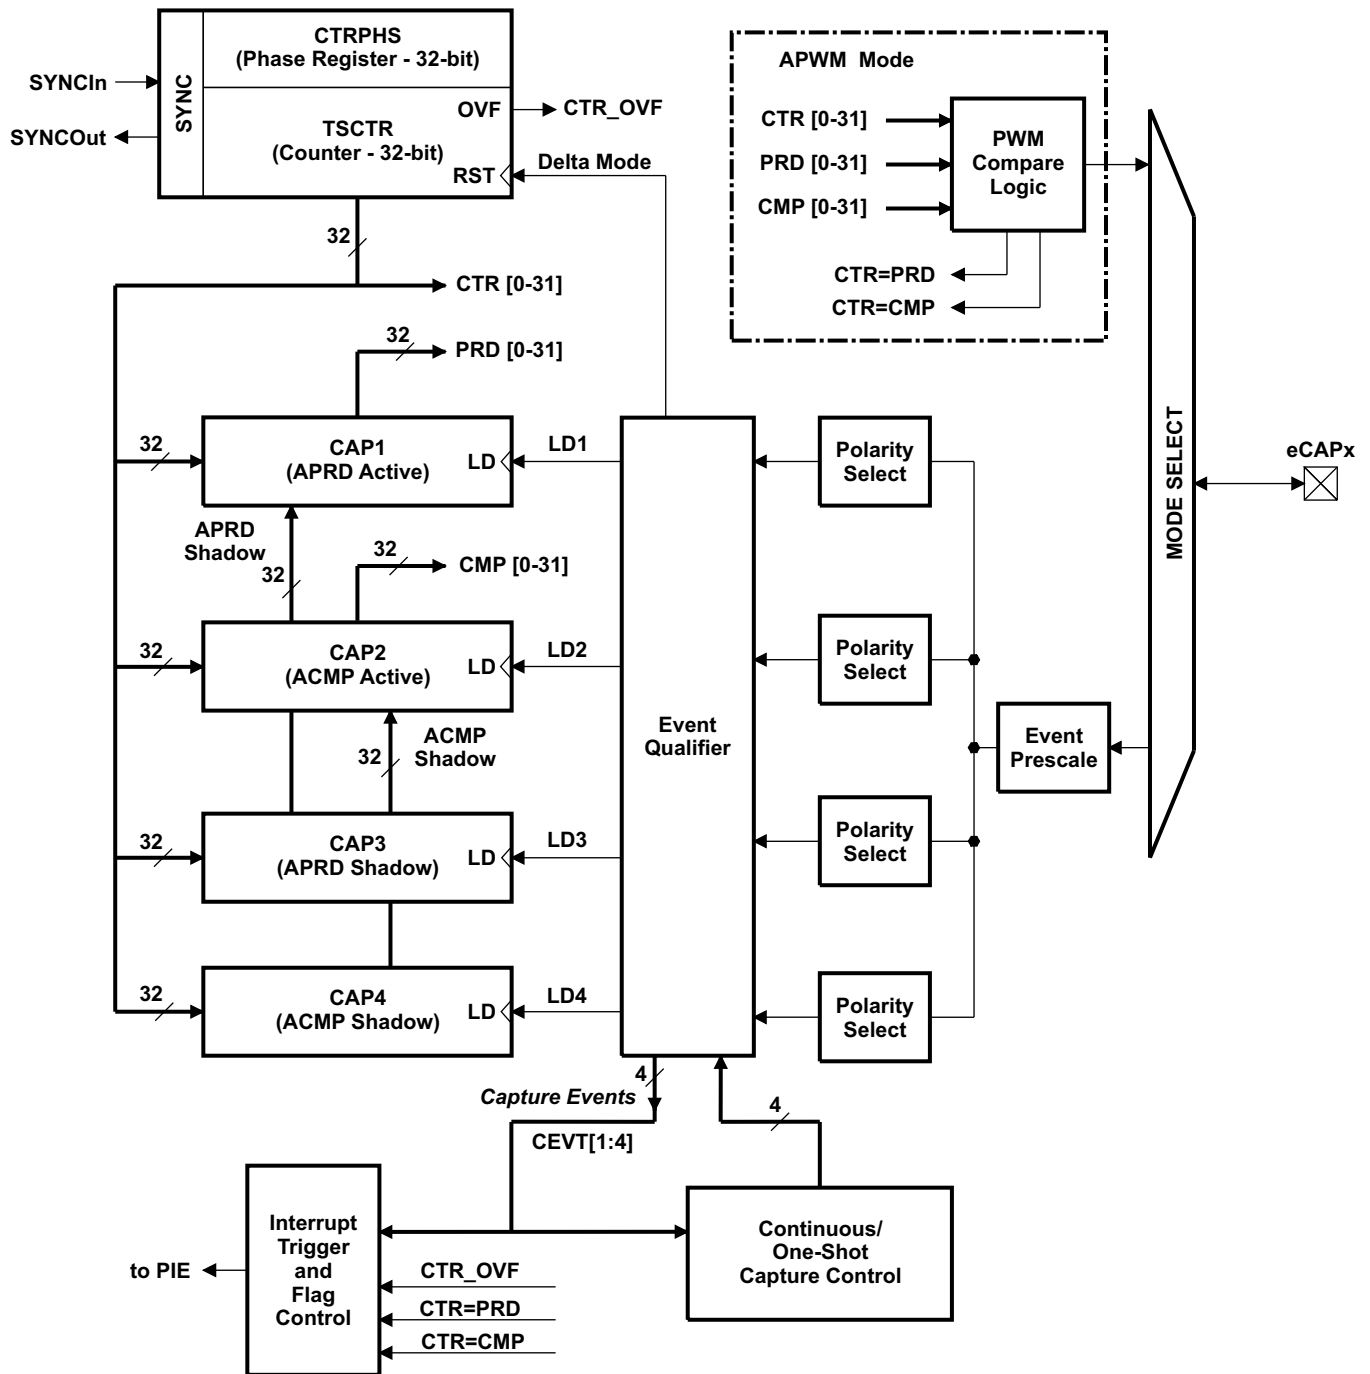 CTRPHS
(Phase Register - 32-bit)
SYNC
SYNCIn
SYNCOut
OVF
CTR_OVF
TSCTR
(Counter - 32-bit)
RST
Delta Mode
APWM Mode
CTR [0-31]
PRD [0-31]
CMP [0-31]
PWM
Compare
Logic
CTR=PRD
CTR=CMP
32
CTR [0-31]
32
PRD [0-31]
32
CAP1
(APRD Active)
LD
LD1
Polarity
Select
MODE SELECT
eCAPx
APRD
Shadow
32
32
CMP [0-31]
32
CAP2
(ACMP Active)
LD
LD2
Polarity
Select
Event
Qualifier
Event
Prescale
32
ACMP
Shadow
32
CAP3
(APRD Shadow)
LD
LD3
Polarity
Select
32
CAP4
(ACMP Shadow)
LD
LD4
Polarity
Select
4
Capture Events
CEVT[1:4]
4
Interrupt
Trigger
and
Flag
Control
to PIE
CTR_OVF
CTR=PRD
CTR=CMP
Continuous/
One-Shot
Capture Control